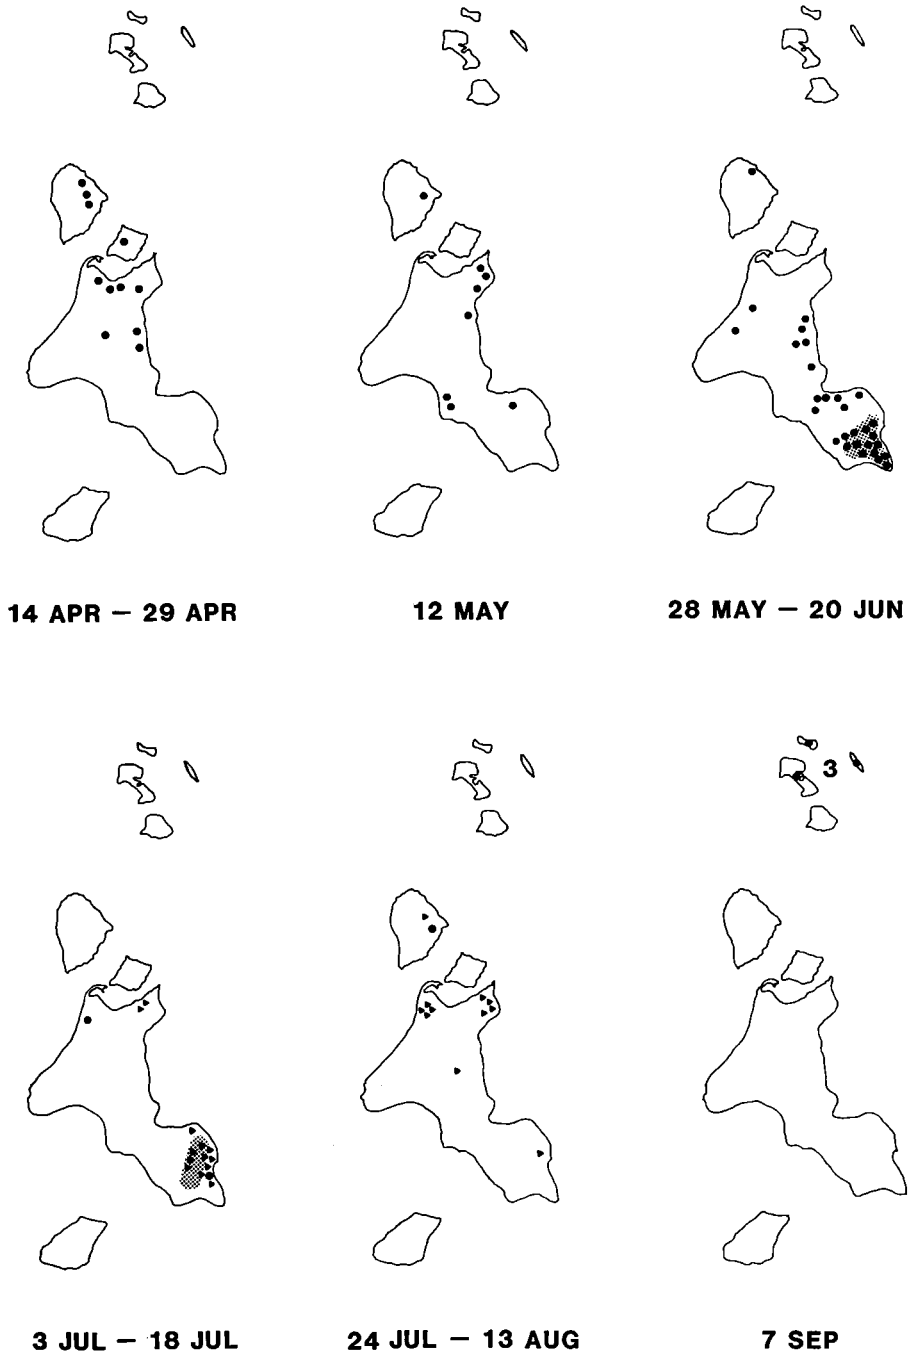 14 APR — 29 APR
12 MAY
28 MAY — 20 JUN
3
3 JUL — 18 JUL
24 JUL — 13 AUG
7 SEP